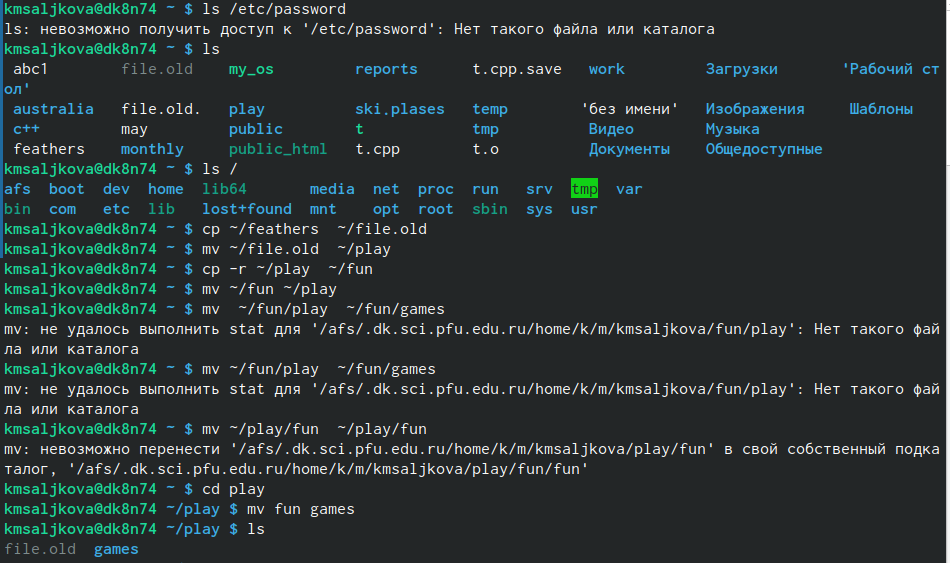 kmsaljkova@dk8n74 ~ $ ls /etc/password
ls: невозможно получить доступ к '/etc/password': Нет такого файла или каталога
kmsaljkova@dk8n74 ~ $ ls
abc1 file.old my_os reports t.cpp.save work Загрузки 'Рабочий ст
ол'
australia file.old. play ski.plases temp 'без имени' Изображения Шаблоны
c++ may public t tmp Видео Музыка
feathers monthly public_html t.cpp t.o Документы Общедоступные
kmsaljkova@dk8n74 ~ $ ls /
afs boot dev home lib64 media net proc run srv tmp var
bin com etc lib lost+found mnt opt root sbin sys usr
kmsaljkova@dk8n74 ~ $ cp ~/feathers ~/file.old
kmsaljkova@dk8n74 ~ $ mv ~/file.old ~/play
kmsaljkova@dk8n74 ~ $ cp -r ~/play ~/fun
kmsaljkova@dk8n74 ~ $ mv ~/fun ~/play
kmsaljkova@dk8n74 ~ $ mv ~/fun/play ~/fun/games
mv: не удалось выполнить stat для '/afs/.dk.sci.pfu.edu.ru/home/k/m/kmsaljkova/fun/play': Нет такого фай
ла или каталога
kmsaljkova@dk8n74 ~ $ mv ~/fun/play ~/fun/games
mv: не удалось выполнить stat для '/afs/.dk.sci.pfu.edu.ru/home/k/m/kmsaljkova/fun/play': Нет такого фай
ла или каталога
kmsaljkova@dk8n74 ~ $ mv ~/play/fun ~/play/fun
mv: невозможно перенести '/afs/.dk.sci.pfu.edu.ru/home/k/m/kmsaljkova/play/fun' в свой собственный подка
талог, '/afs/.dk.sci.pfu.edu.ru/home/k/m/kmsaljkova/play/fun/fun'
kmsaljkova@dk8n74 ~ $ cd play
kmsaljkova@dk8n74 ~/play $ mv fun games
kmsaljkova@dk8n74 ~/play $ ls
file.old games